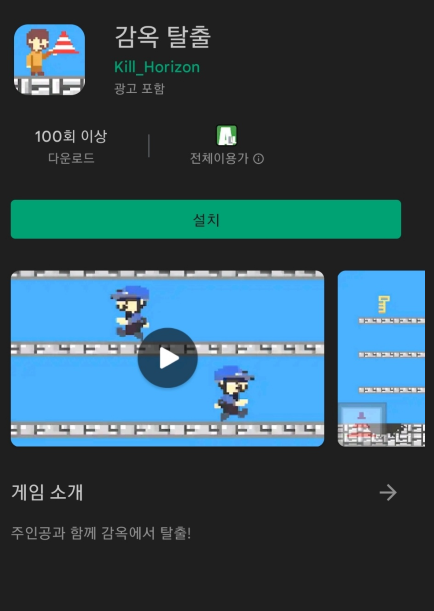 감옥 탈출
Kill_Horizon
광고 포함
100회 이상
다운로드
전체이용가
설치
게임 소개
주인공과 함께 감옥에서 탈출!